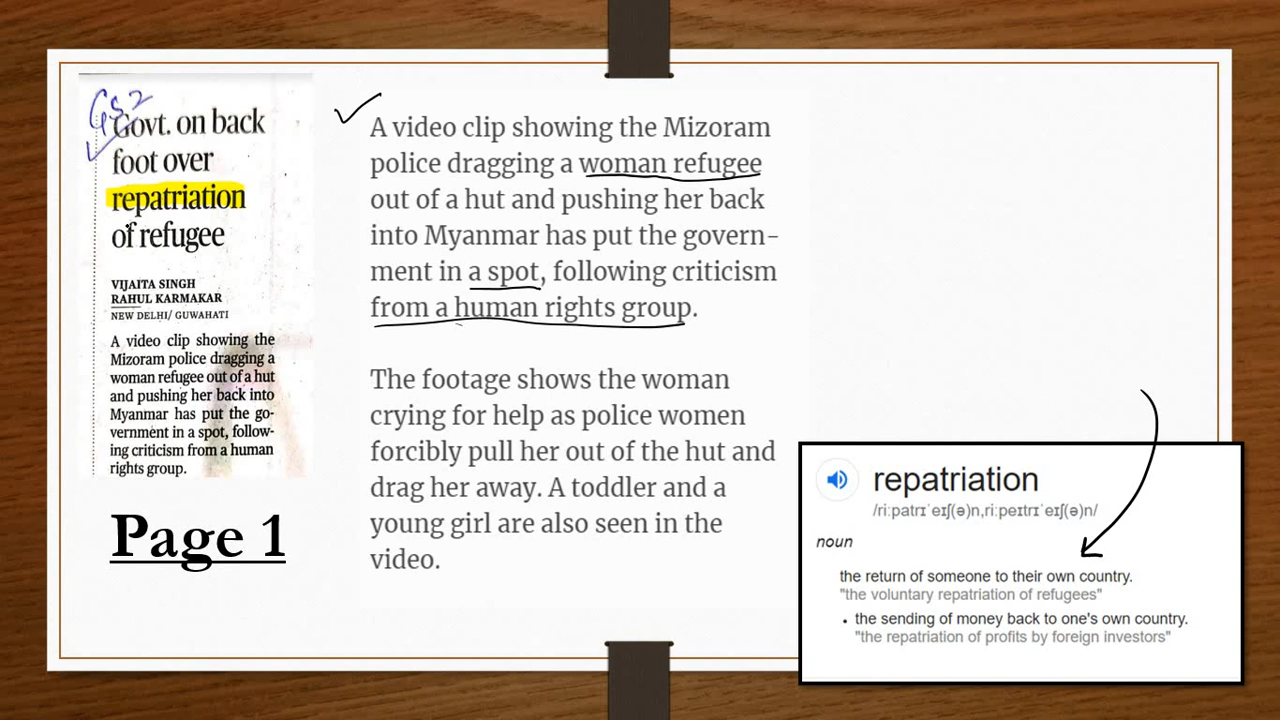 GS2
Govt. on back
foot over
repatriation
of refugee
VIJAITA SINGH
RAHUL KARMAKAR
NEW DELHI/ GUWAHATI
A video clip showing the
Mizoram police dragging a
woman refugee out of a hut
and pushing her back into
Myanmar has put the go-
vernment in a spot, follow-
ing criticism from a human
rights group.
Page 1
A video clip showing the Mizoram
police dragging a woman refugee
out of a hut and pushing her back
into Myanmar has put the govern-
ment in a spot, following criticism
from a human rights group.
The footage shows the woman
crying for help as police women
forcibly pull her out of the hut and
drag her away. A toddler and a
young girl are also seen in the
video.
repatriation
/riːpatrɪˈeɪʃ(ə)n,riːpeɪtrɪˈeɪʃ(ə)n/
noun
the return of someone to their own country.
"the voluntary repatriation of refugees"
• the sending of money back to one's own country.
"the repatriation of profits by foreign investors"